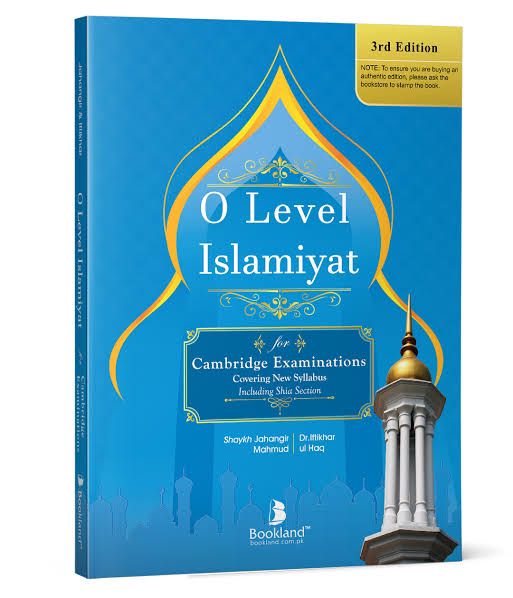 3rd Edition
NOTE: To ensure you are buying an
authentic edition, please ask the
bookstore to stamp the book.
O Level
Islamiyat
for
Cambridge Examinations
Covering New Syllabus
Including Shia Section
Shaykh Jahangir
Mahmud
Dr.Iftikhar
ul Haq
Bookland™
bookland.com.pk
Jahangir & Iftikhar
O Level Islamiyat
for
Cambridge
Examinations
Bookland™